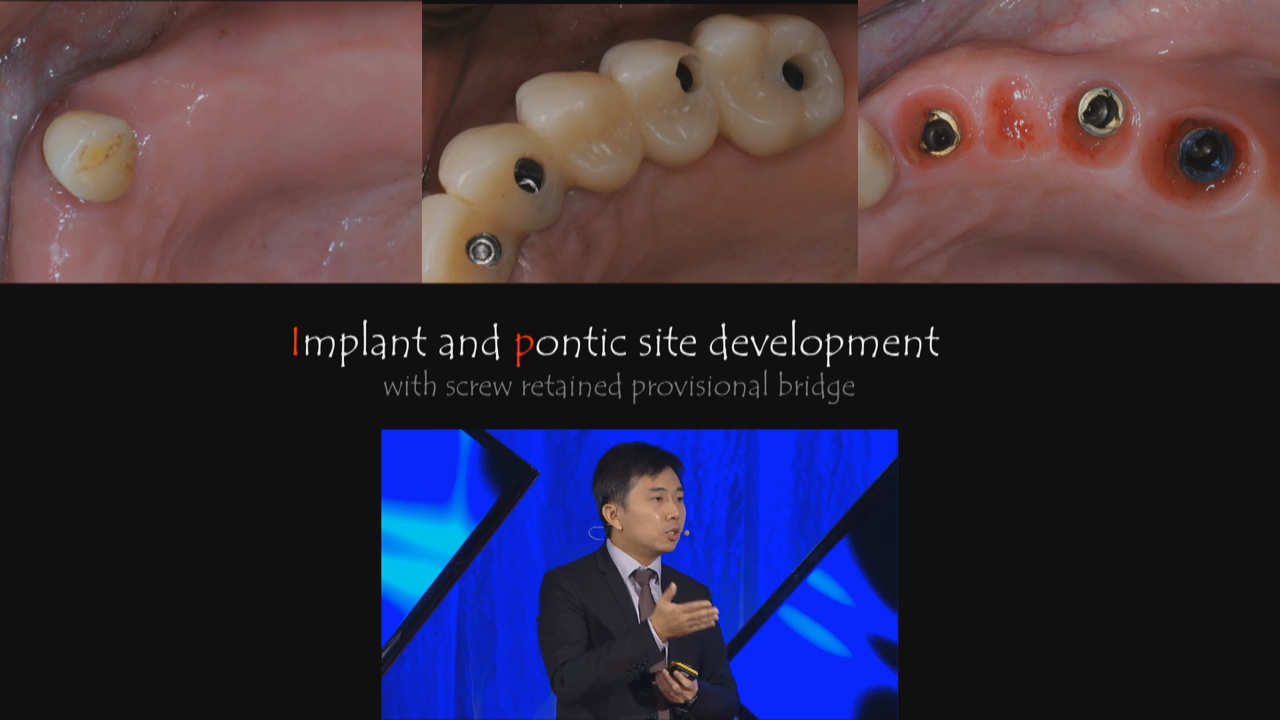 Implant and pontic site development
with screw retained provisional bridge